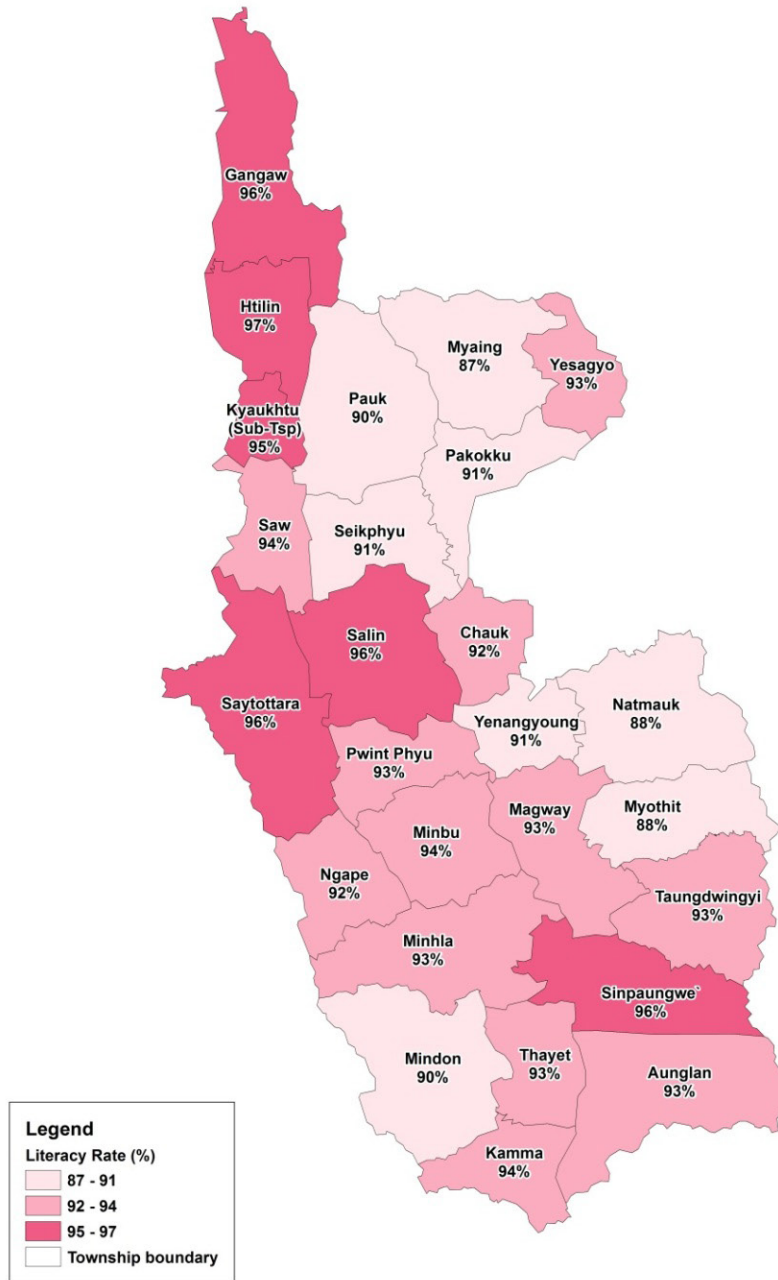 Gangaw
96%
Htilin
97%
Myaing
87%
Yesagyo
93%
Pauk
90%
Kyaukhtu
(Sub-Tsp)
95%
Pakokku
91%
Saw
94%
Seikphyu
91%
Salin
96%
Chauk
92%
Saytottara
96%
Natmauk
88%
Yenangyoung
91%
Pwint Phyu
93%
Magway
93%
Myothit
88%
Minbu
94%
Ngape
92%
Taungdwingyi
93%
Minhla
93%
Sinpaungwe`
96%
Mindon
90%
Thayet
93%
Aunglan
93%
Kamma
94%
Legend
Literacy Rate (%)
87 - 91
92 - 94
95 - 97
Township boundary